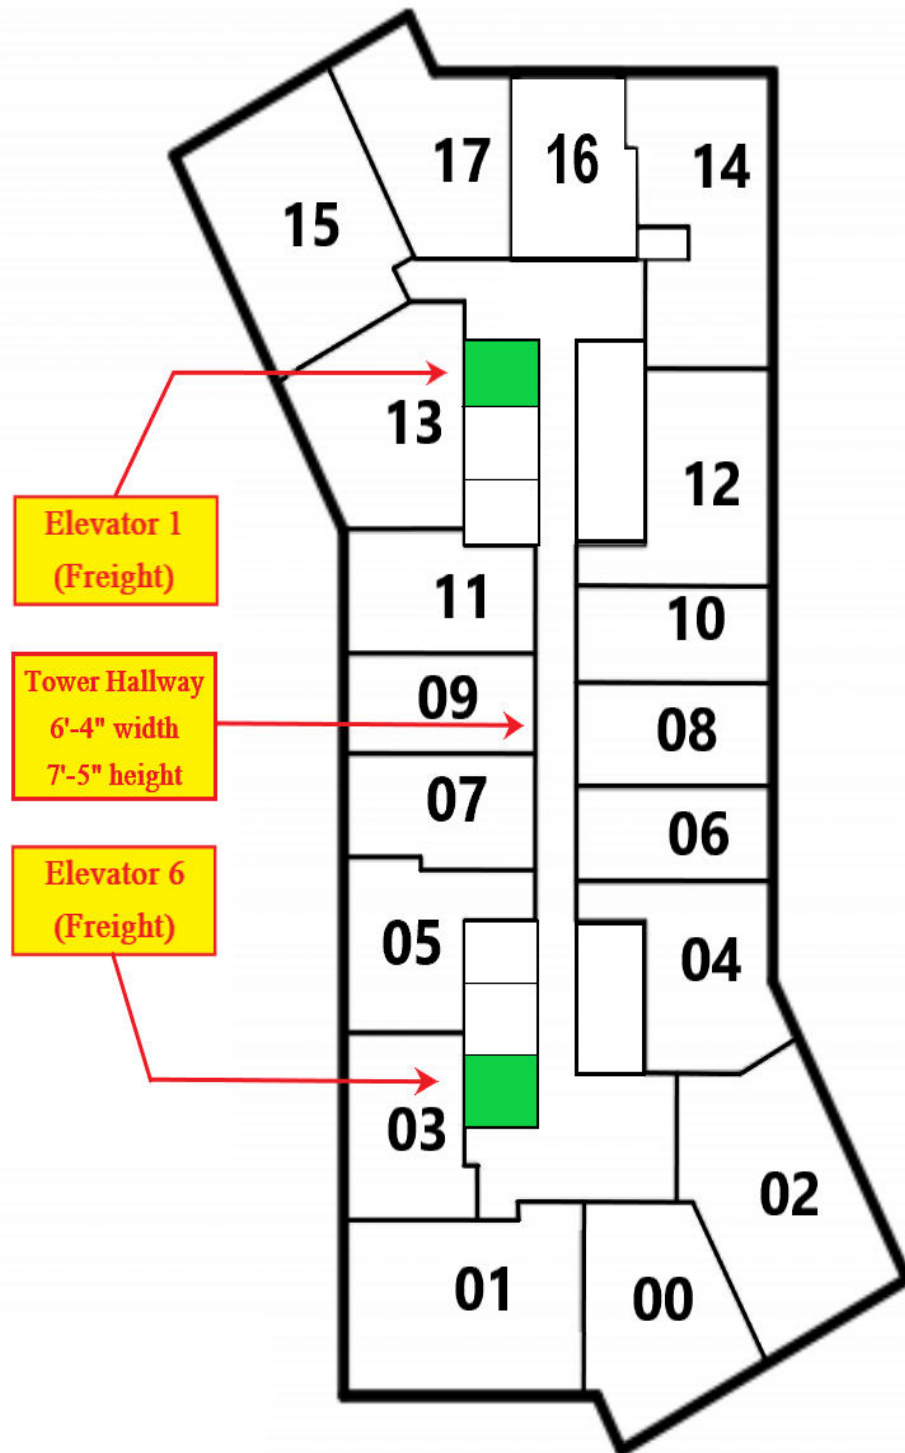 17
16
14
15
13
12
Elevator 1
(Freight)
11
10
Tower Hallway
6'-4" width
7'-5" height
09
08
07
06
Elevator 6
(Freight)
05
04
03
02
01
00